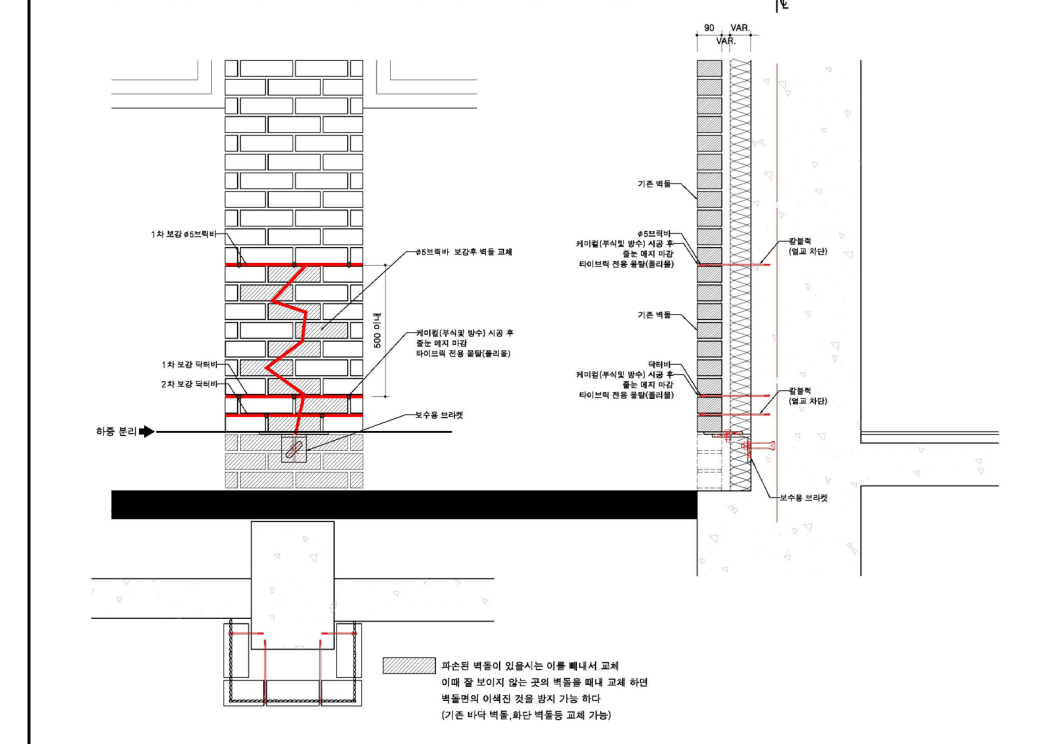 ℄
90 VAR.
VAR.
기존 벽돌
1차 보강 ø5브릭바
ø5브릭바 보강후 벽돌 교체
ø5브릭바
케미컬(부식및 방수) 시공 후
줄눈 메지 마감
타이브릭 전용 몰탈(폴리몰)
칼블럭
(열교 차단)
500 이내
기존 벽돌
케미컬(부식및 방수) 시공 후
줄눈 메지 마감
타이브릭 전용 몰탈(폴리몰)
1차 보강 닥터바
2차 보강 닥터바
닥터바
케미컬(부식및 방수) 시공 후
줄눈 메지 마감
타이브릭 전용 몰탈(폴리몰)
칼블럭
(열교 차단)
보수용 브라켓
하중 분리
보수용 브라켓
파손된 벽돌이 있을시는 이를 빼내서 교체
이때 잘 보이지 않는 곳의 벽돌을 때내 교체 하면
벽돌면의 이색진 것을 방지 가능 하다
(기존 바닥 벽돌,화단 벽돌등 교체 가능)